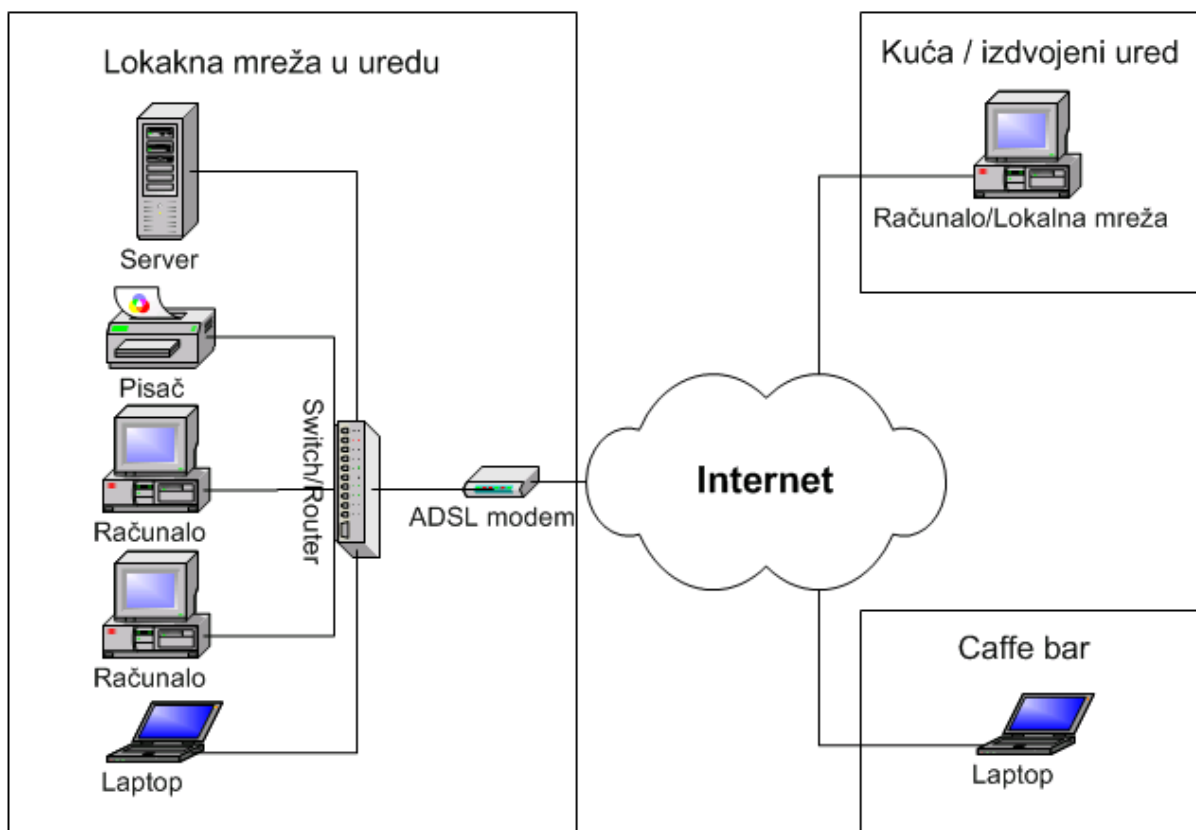 Lokakna mreža u uredu
Server
Pisač
Računalo
Računalo
Laptop
Switch/Router
ADSL modem
Internet
Kuća / izdvojeni ured
Računalo/Lokalna mreža
Caffe bar
Laptop